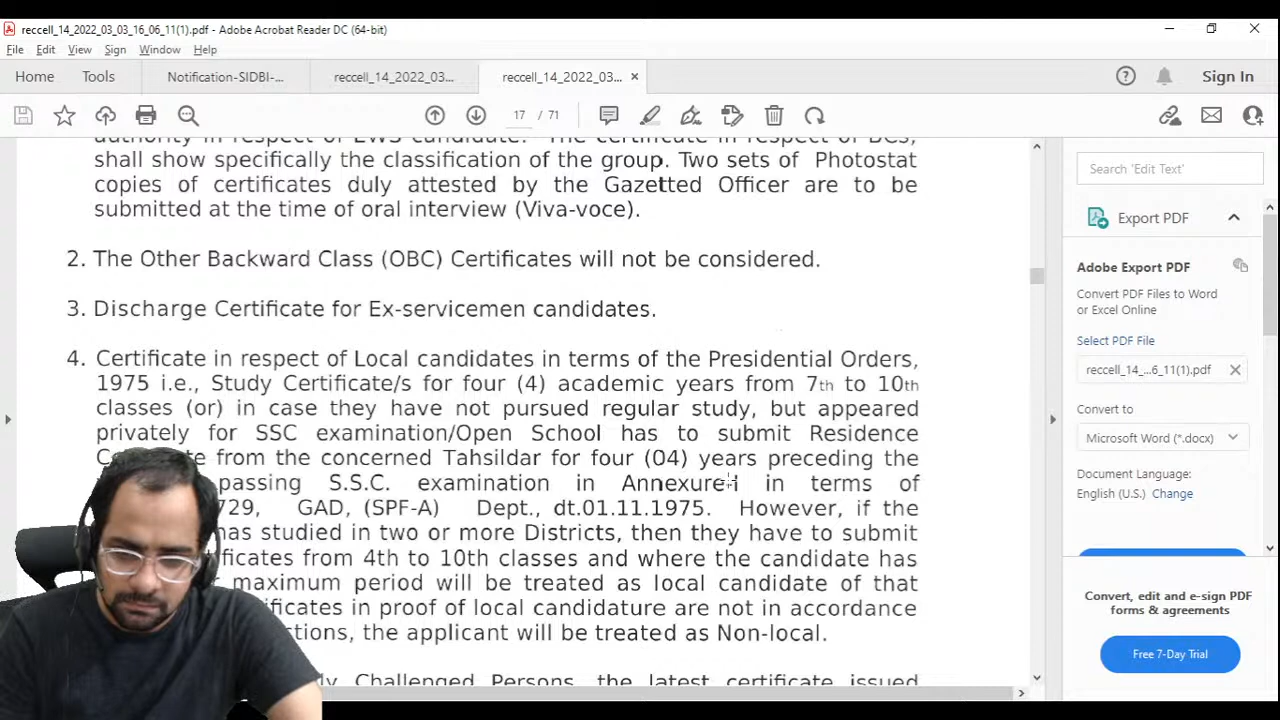 reccell_14_2022_03_03_16_06_11(1).pdf - Adobe Acrobat Reader DC (64-bit)
File Edit View Sign Window Help
Home Tools Notification-SIDBI-... reccell_14_2022_03... reccell_14_2022_03... × Sign In
17 / 71
authority in respect of EWS candidate. The certificate in respect of BCs,
shall show specifically the classification of the group. Two sets of Photostat
copies of certificates duly attested by the Gazetted Officer are to be
submitted at the time of oral interview (Viva-voce).
2. The Other Backward Class (OBC) Certificates will not be considered.
3. Discharge Certificate for Ex-servicemen candidates.
4. Certificate in respect of Local candidates in terms of the Presidential Orders,
1975 i.e., Study Certificate/s for four (4) academic years from 7th to 10th
classes (or) in case they have not pursued regular study, but appeared
privately for SSC examination/Open School has to submit Residence
from the concerned Tahsildar for four (04) years preceding the
passing S.S.C. examination in Annexure-I in terms of
729, GAD, (SPF-A) Dept., dt.01.11.1975. However, if the
has studied in two or more Districts, then they have to submit
from 4th to 10th classes and where the candidate has
maximum period will be treated as local candidate of that
in proof of local candidature are not in accordance
the applicant will be treated as Non-local.
Challenged Persons, the latest certificate issued
Search 'Edit Text'
Export PDF
Adobe Export PDF
Convert PDF Files to Word
or Excel Online
Select PDF File
reccell_14_...6_11(1).pdf ×
Convert to
Microsoft Word (*.docx)
Document Language:
English (U.S.) Change
Convert, edit and e-sign PDF
forms & agreements
Free 7-Day Trial